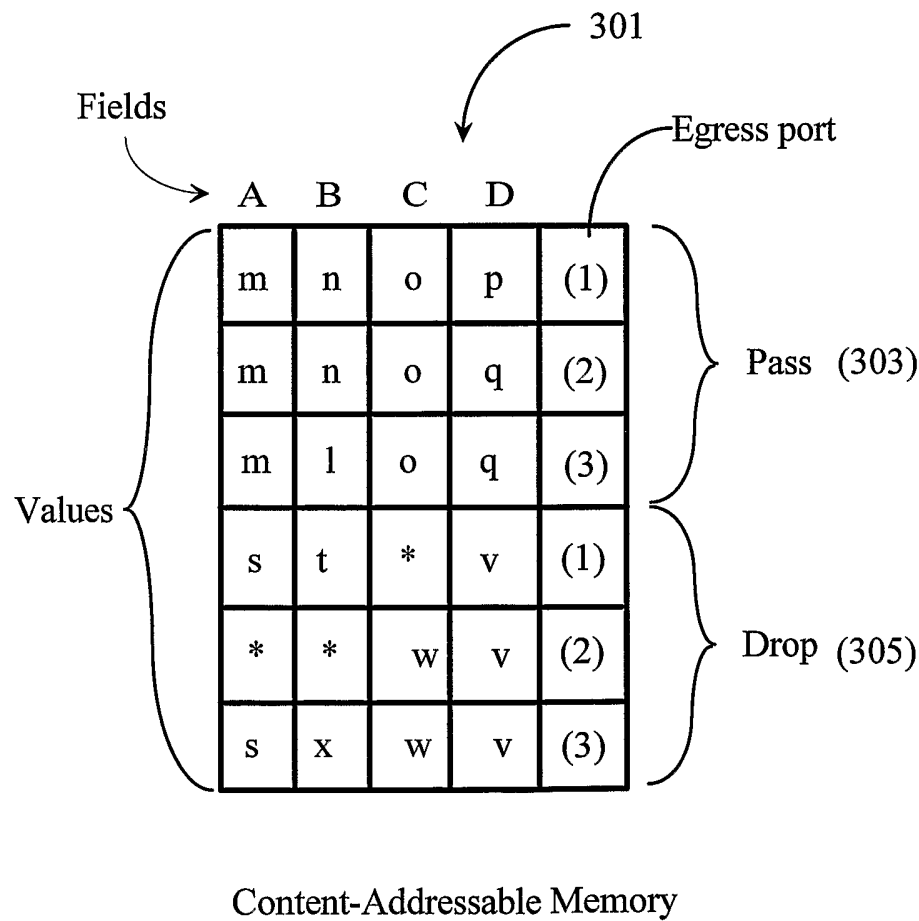 301
Fields
Egress port
A B C D
m n o p (1)
m n o q (2)
Pass (303)
m l o q (3)
Values
s t * v (1)
* * w v (2)
Drop (305)
s x w v (3)
Content-Addressable Memory